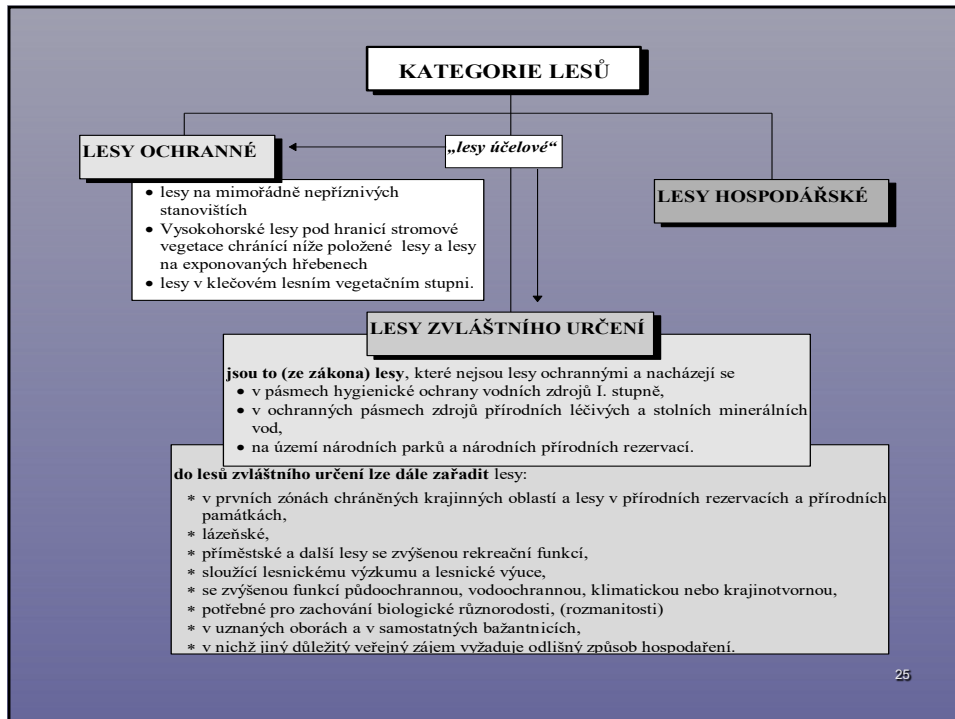 KATEGORIE LESŮ
LESY OCHRANNÉ
„lesy účelové“
LESY HOSPODÁŘSKÉ
• lesy na mimořádně nepříznivých
stanovištích
• Vysokohorské lesy pod hranicí stromové
vegetace chránící níže položené lesy a lesy
na exponovaných hřebenech
• lesy v klečovém lesním vegetačním stupni.
LESY ZVLÁŠTNÍHO URČENÍ
jsou to (ze zákona) lesy, které nejsou lesy ochrannými a nacházejí se
• v pásmech hygienické ochrany vodních zdrojů I. stupně,
• v ochranných pásmech zdrojů přírodních léčivých a stolních minerálních
vod,
• na území národních parků a národních přírodních rezervací.
do lesů zvláštního určení lze dále zařadit lesy:
* v prvních zónách chráněných krajinných oblastí a lesy v přírodních rezervacích a přírodních
památkách,
* lázeňské,
* příměstské a další lesy se zvýšenou rekreační funkcí,
* sloužící lesnickému výzkumu a lesnické výuce,
* se zvýšenou funkcí půdoochrannou, vodoochrannou, klimatickou nebo krajinotvornou,
* potřebné pro zachování biologické různorodosti, (rozmanitosti)
* v uznaných oborách a v samostatných bažantnicích,
* v nichž jiný důležitý veřejný zájem vyžaduje odlišný způsob hospodaření.
25